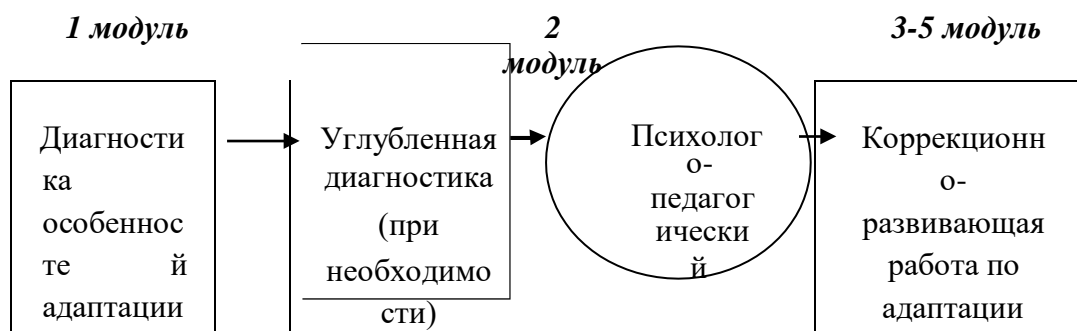 1 модуль
2
модуль
3-5 модуль
Диагности
ка
особеннос
те й
адаптации
Углубленная
диагностика
(при
необходимо
сти)
Психолог
о-
педагог
ически
й
Коррекционн
о-
развивающая
работа по
адаптации